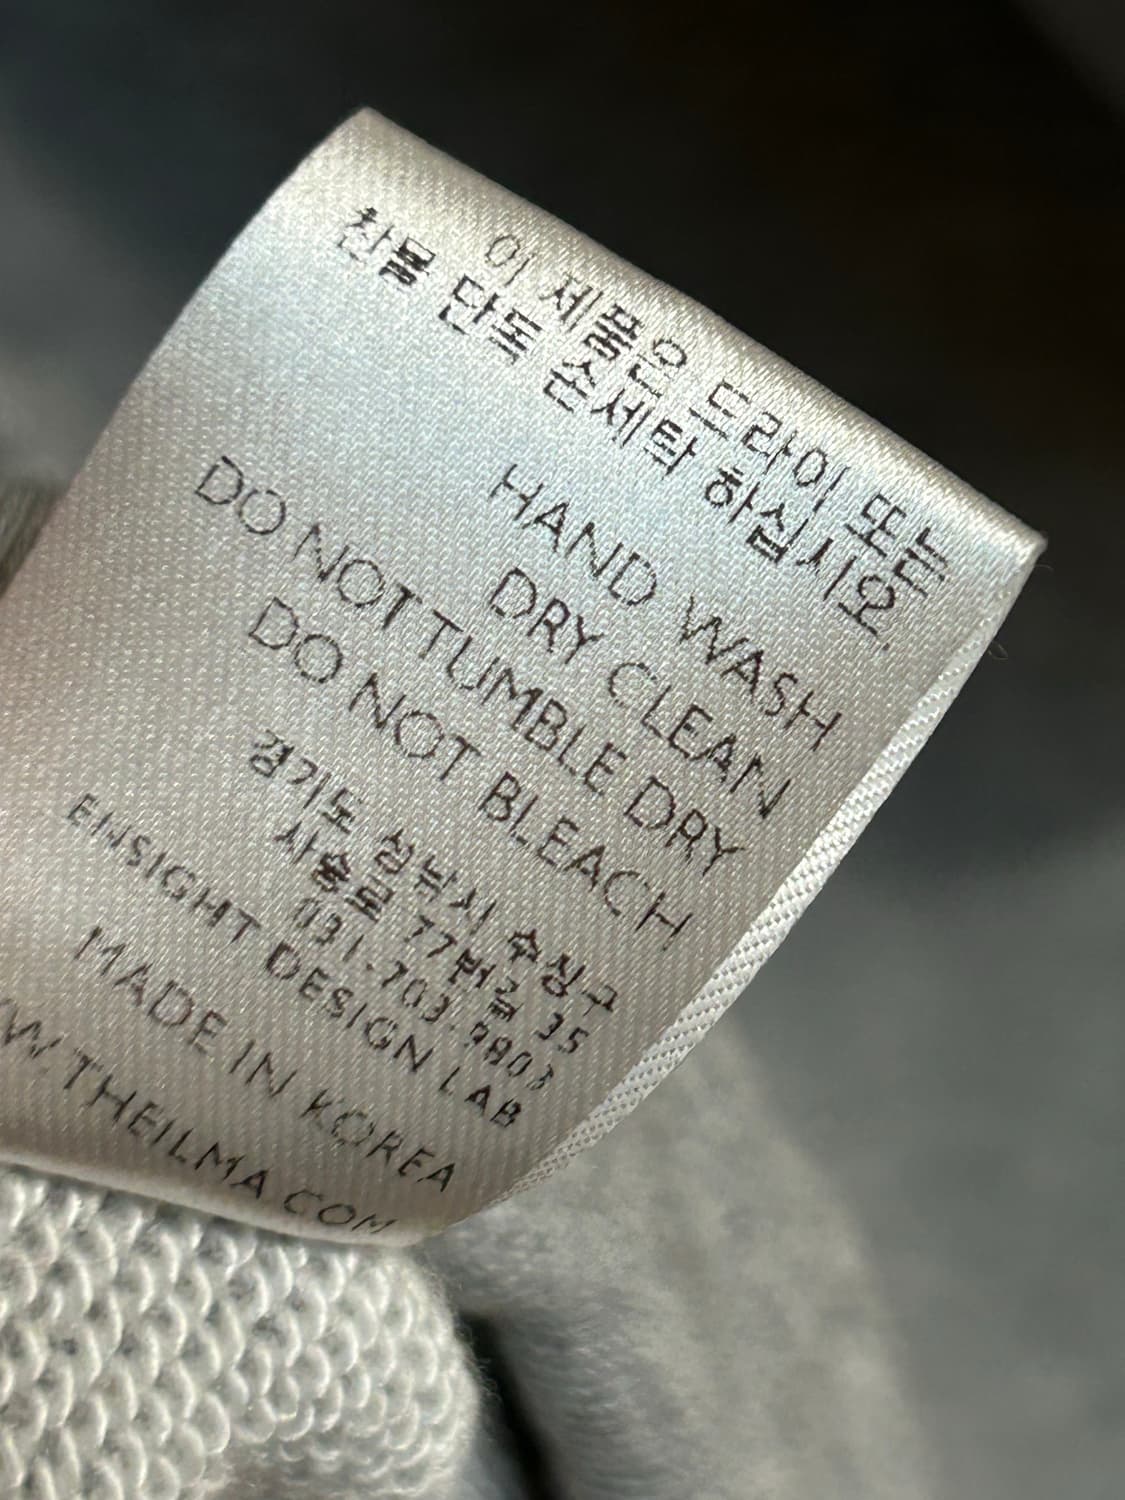 이 제품은 드라이 또는
찬물 단독 손세탁 하십시오.
HAND WASH
DRY CLEAN
DO NOT TUMBLE DRY
DO NOT BLEACH
경기도 성남시 수정구
사송로 77번길 35
031.703.9803
ENSIGHT DESIGN LAB
MADE IN KOREA
THEILMA.COM